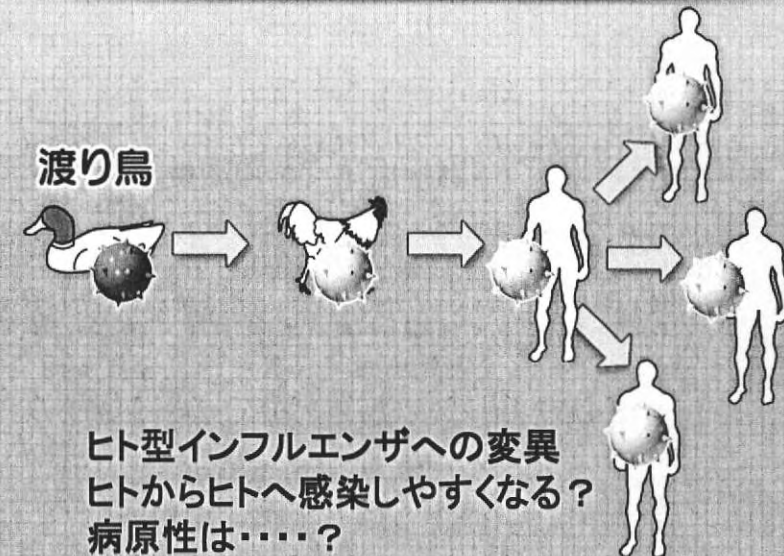 渡り鳥
ヒト型インフルエンザへの変異
ヒトからヒトへ感染しやすくなる?
病原性は・・・・?